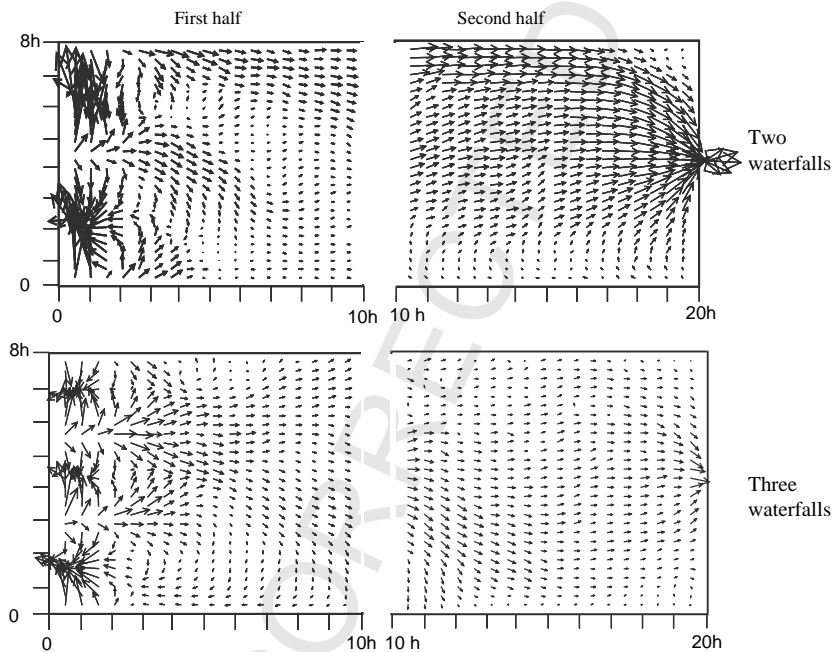 First half Second half
8h
Two
waterfalls
0
0 10h 10 h 20h
8h
Three
waterfalls
0
0 10h 10 h 20h
ORRECTED